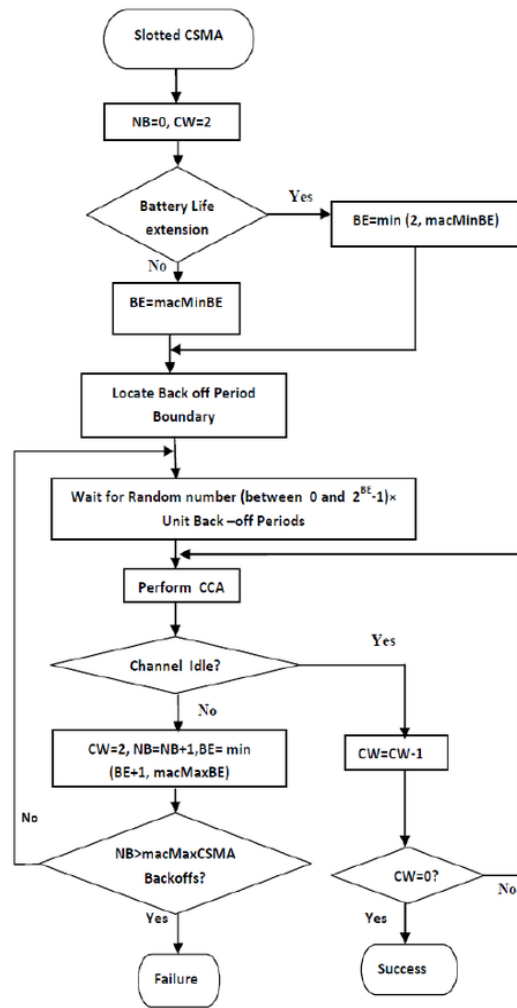 Slotted CSMA
NB=0, CW=2
Battery Life
extension
Yes
BE=min (2, macMinBE)
No
BE=macMinBE
Locate Back off Period
Boundary
Wait for Random number (between 0 and 2^BE-1)×
Unit Back –off Periods
Perform CCA
Channel Idle?
Yes
No
CW=2, NB=NB+1,BE= min
(BE+1, macMaxBE)
CW=CW-1
No
NB>macMaxCSMA
Backoffs?
CW=0?
No
Yes
Yes
Failure
Success